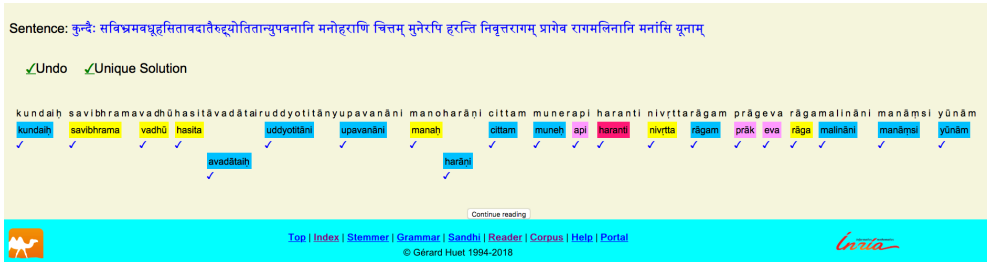 Sentence: कुन्दैः सविभ्रमवधूहसितावदातैरुद्द्योतितान्युपवनानि मनोहराणि चित्तम् मुनेरपि हरन्ति निवृत्तरागम् प्रागेव रागमलिनानि मनांसि यूनाम्
✓Undo ✓Unique Solution
kundaiḥ savibhramavadhūhasitāvadātairuddyotitānyupavanāni manoharāṇi cittam munerapi haranti nivṛttarāgam prāgeva rāgamalināni manāṃsi yūnām
kundaiḥ savibhrama vadhū hasita uddyotitāni upavanāni manaḥ cittam muneḥ api haranti nivṛtta rāgam prāk eva rāga malināni manāṃsi yūnām
✓ ✓ ✓ ✓ ✓ ✓ ✓ ✓ ✓ ✓ ✓ ✓ ✓ ✓ ✓ ✓ ✓ ✓ ✓
avadātaiḥ harāṇi
✓ ✓
Continue reading
Top | Index | Stemmer | Grammar | Sandhi | Reader | Corpus | Help | Portal
© Gérard Huet 1994-2018
Inria